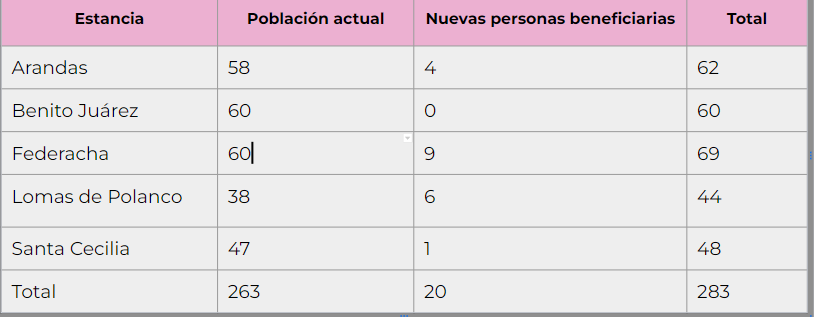 Estancia Población actual Nuevas personas beneficiarias Total
Arandas 58 4 62
Benito Juárez 60 0 60
Federacha 60 9 69
Lomas de Polanco 38 6 44
Santa Cecilia 47 1 48
Total 263 20 283